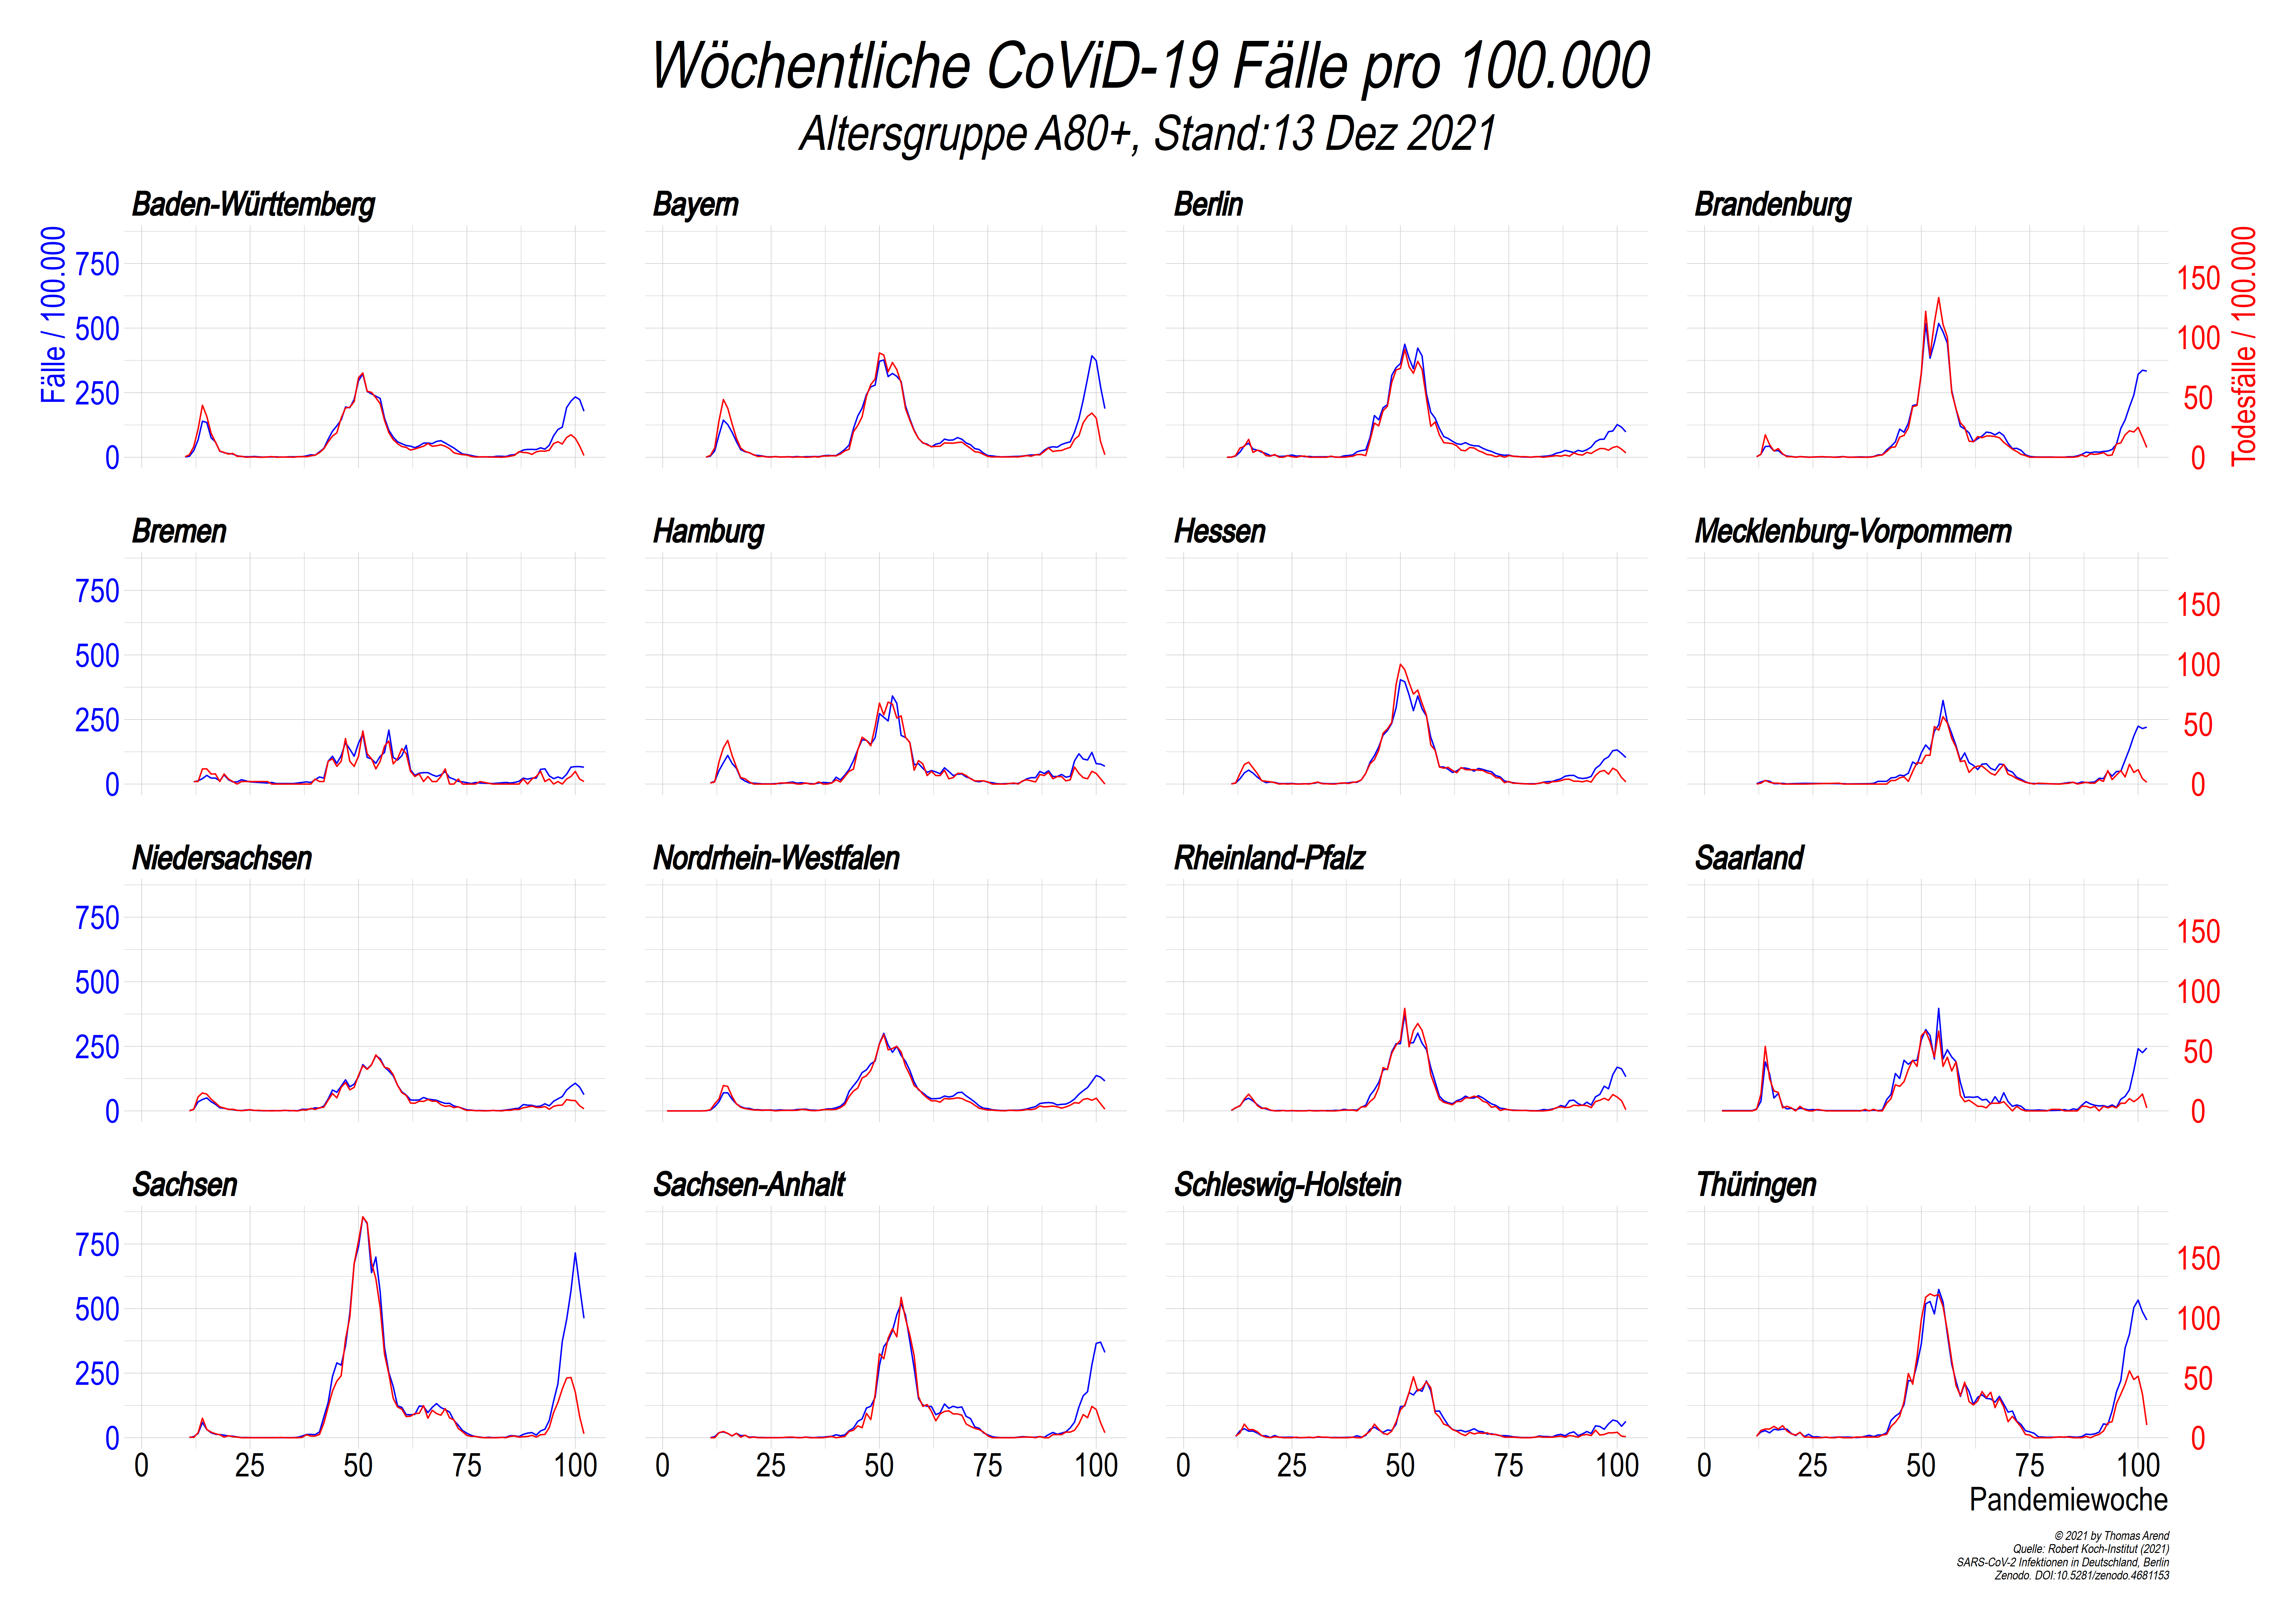 Wöchentliche CoViD-19 Fälle pro 100.000
Altersgruppe A80+, Stand:13 Dez 2021
Baden-Württemberg
Bayern
Berlin
Brandenburg
Fälle / 100.000
750
500
250
0
150
100
50
0
Todesfälle / 100.000
Bremen
Hamburg
Hessen
Mecklenburg-Vorpommern
750
500
250
0
150
100
50
0
Niedersachsen
Nordrhein-Westfalen
Rheinland-Pfalz
Saarland
750
500
250
0
150
100
50
0
Sachsen
Sachsen-Anhalt
Schleswig-Holstein
Thüringen
750
500
250
0
150
100
50
0
0 25 50 75 100
0 25 50 75 100
0 25 50 75 100
0 25 50 75 100
Pandemiewoche
© 2021 by Thomas Arend
Quelle: Robert Koch-Institut (2021)
SARS-CoV-2 Infektionen in Deutschland, Berlin
Zenodo. DOI:10.5281/zenodo.4681153